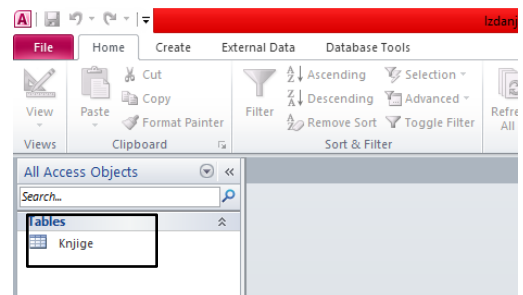 A
Izdanj
File Home Create External Data Database Tools
View
Paste
Cut
Copy
Format Painter
Filter
Ascending
Descending
Remove Sort
Selection
Advanced
Toggle Filter
Refre
All
Views Clipboard Sort & Filter
All Access Objects
Search...
Tables
Knjige